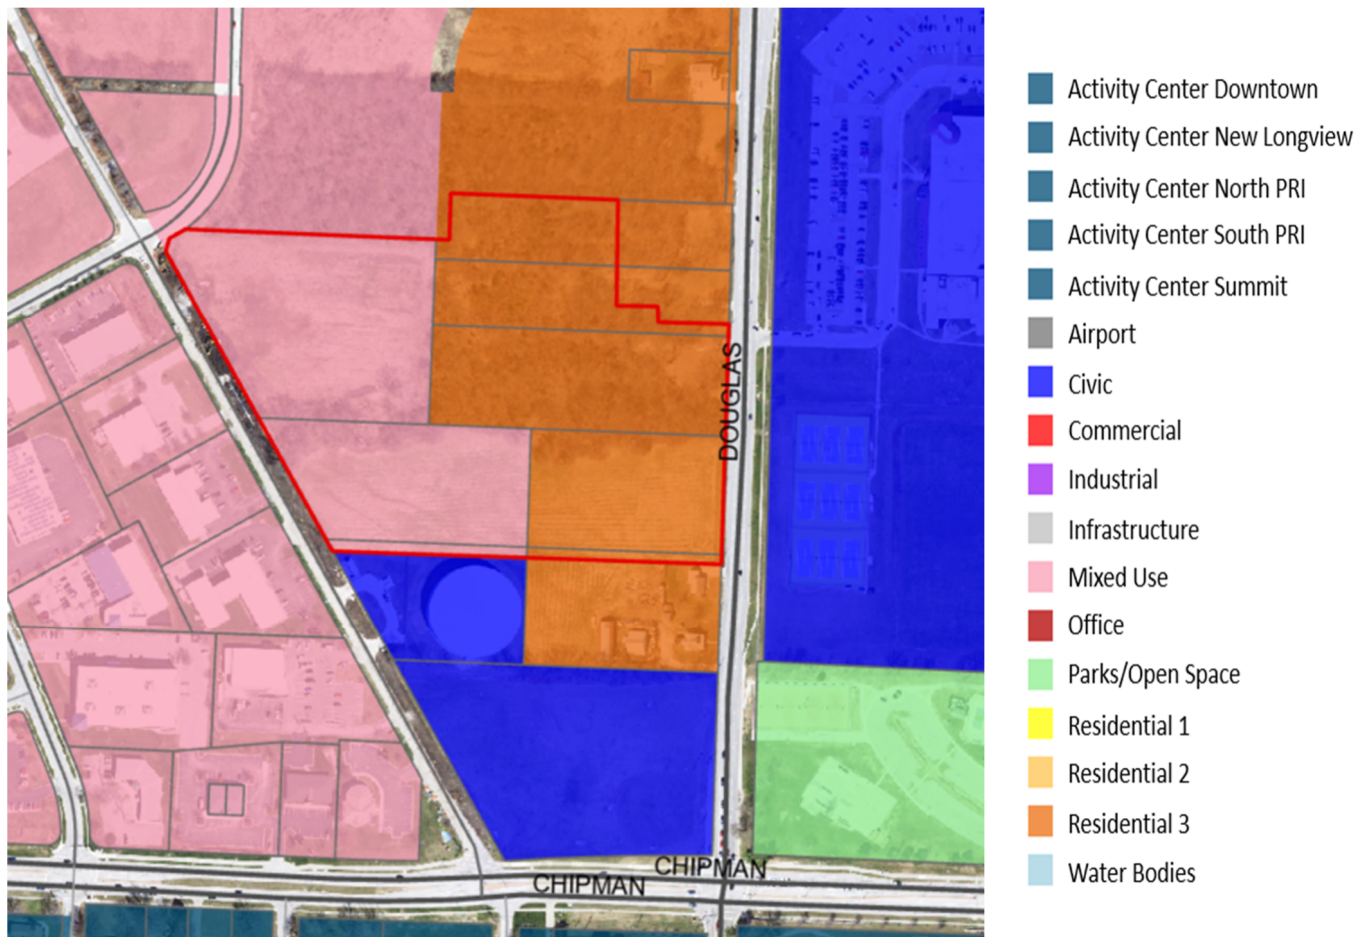 DOUGLAS
CHIPMAN
CHIPMAN
Activity Center Downtown
Activity Center New Longview
Activity Center North PRI
Activity Center South PRI
Activity Center Summit
Airport
Civic
Commercial
Industrial
Infrastructure
Mixed Use
Office
Parks/Open Space
Residential 1
Residential 2
Residential 3
Water Bodies